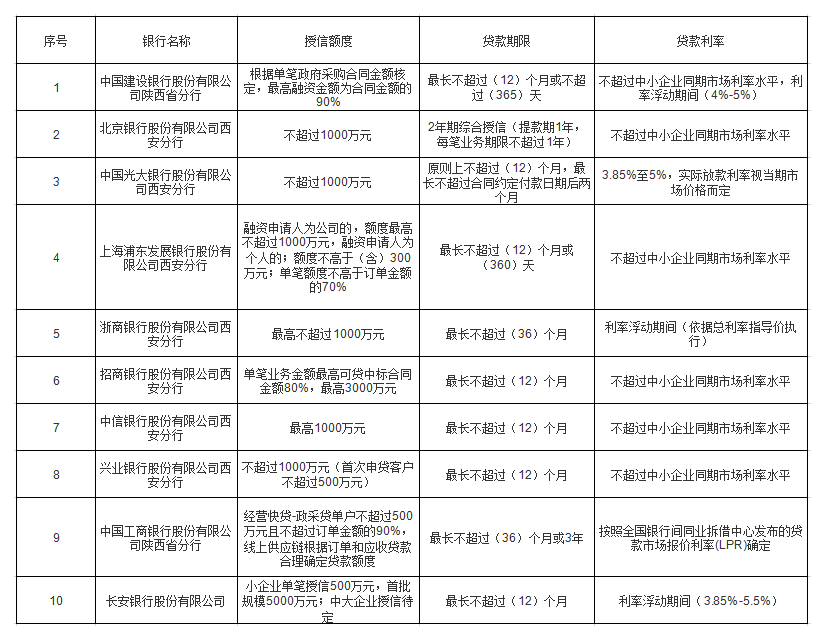 序号 银行名称 授信额度 贷款期限 贷款利率
1
中国建设银行股份有限公
司陕西省分行
根据单笔政府采购合同金额核
定，最高融资金额为合同金额的
90%
最长不超过（12）个月或不超
过（365）天
不超过中小企业同期市场利率水平，利
率浮动期间（4%-5%）
2
北京银行股份有限公司西
安分行
不超过1000万元
2年期综合授信（提款期1年，
每笔业务期限不超过1年）
不超过中小企业同期市场利率水平
3
中国光大银行股份有限公
司西安分行
不超过1000万元
原则上不超过（12）个月，最
长不超过合同约定付款日期后两
个月
3.85%至5%，实际放款利率视当期市
场价格而定
4
上海浦东发展银行股份有
限公司西安分行
融资申请人为公司的，额度最高
不超过1000万元，融资申请人为
个人的；额度不高于（含）300
万元；单笔额度不高于订单金额
的70%
最长不超过（12）个月或
（360）天
不超过中小企业同期市场利率水平
5
浙商银行股份有限公司西
安分行
最高不超过1000万元
最长不超过（36）个月
利率浮动期间（依据总利率指导价执
行）
6
招商银行股份有限公司西
安分行
单笔业务金额最高可贷中标合同
金额80%，最高3000万元
最长不超过（12）个月
不超过中小企业同期市场利率水平
7
中信银行股份有限公司西
安分行
最高1000万元
最长不超过（12）个月
不超过中小企业同期市场利率水平
8
兴业银行股份有限公司西
安分行
不超过1000万元（首次申贷客户
不超过500万元）
最长不超过（12）个月
不超过中小企业同期市场利率水平
9
中国工商银行股份有限公
司陕西省分行
经营快贷-政采贷单户不超过500
万元且不超过订单金额的90%，
线上供应链根据订单和应收贷款
合理确定贷款额度
最长不超过（36）个月或3年
按照全国银行间同业拆借中心发布的贷
款市场报价利率(LPR)确定
10
长安银行股份有限公司
小企业单笔授信500万元，首批
规模5000万元；中大企业授信待
定
最长不超过（12）个月
利率浮动期间（3.85%-5.5%）